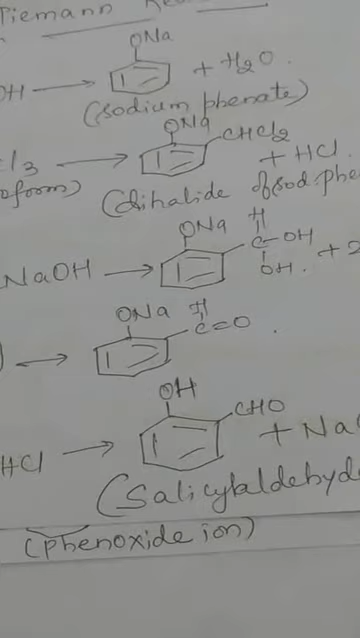 Tiemann
ONa
OH → + H2O.
(sodium phenate)
ONa
CHCl2
Cl3 → + HCl
oform) (dihalide of sod. phe
ONa H
C-OH
NaOH → OH. + 2
ONa H
C=O.
→
OH
CHO
HCl → + Na
(Salicylaldehyd
(Phenoxide ion)